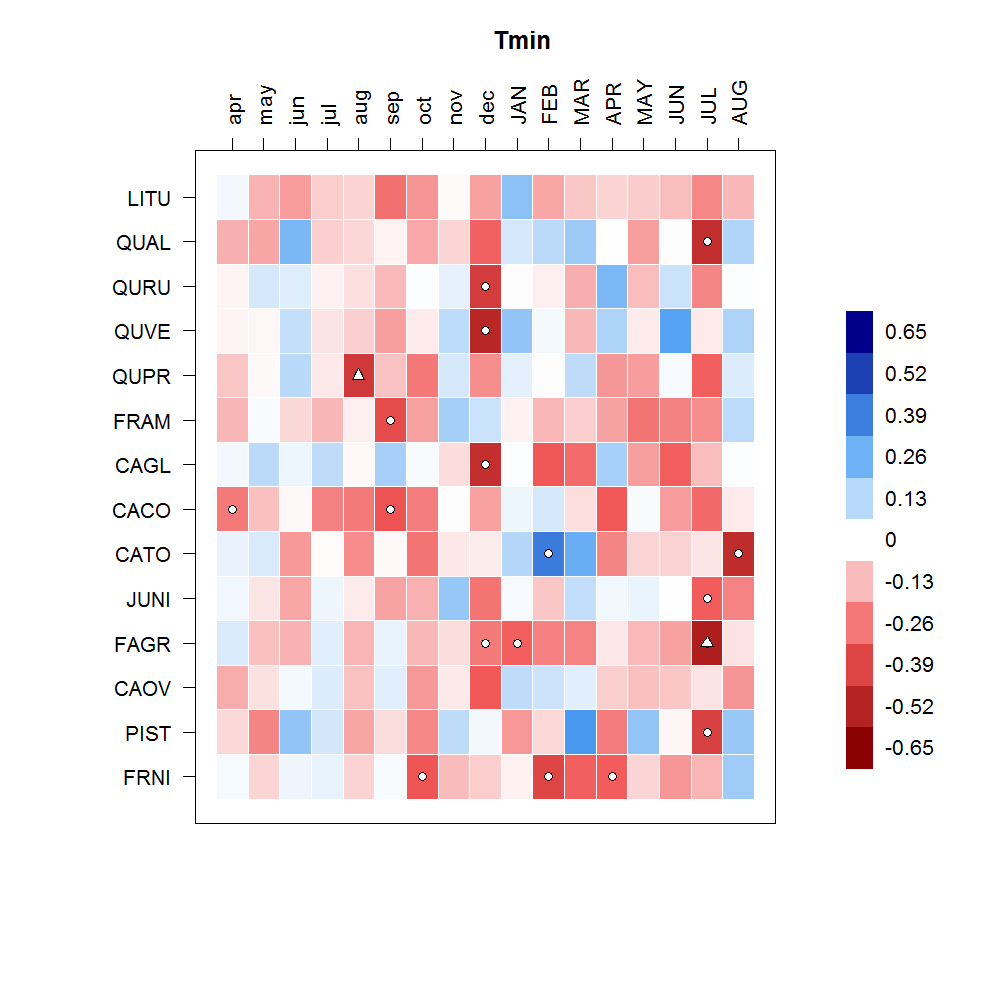 Tmin
apr may jun jul aug sep oct nov dec JAN FEB MAR APR MAY JUN JUL AUG
LITU
QUAL
QURU
QUVE
QUPR
FRAM
CAGL
CACO
CATO
JUNI
FAGR
CAOV
PIST
FRNI
0.65
0.52
0.39
0.26
0.13
0
-0.13
-0.26
-0.39
-0.52
-0.65